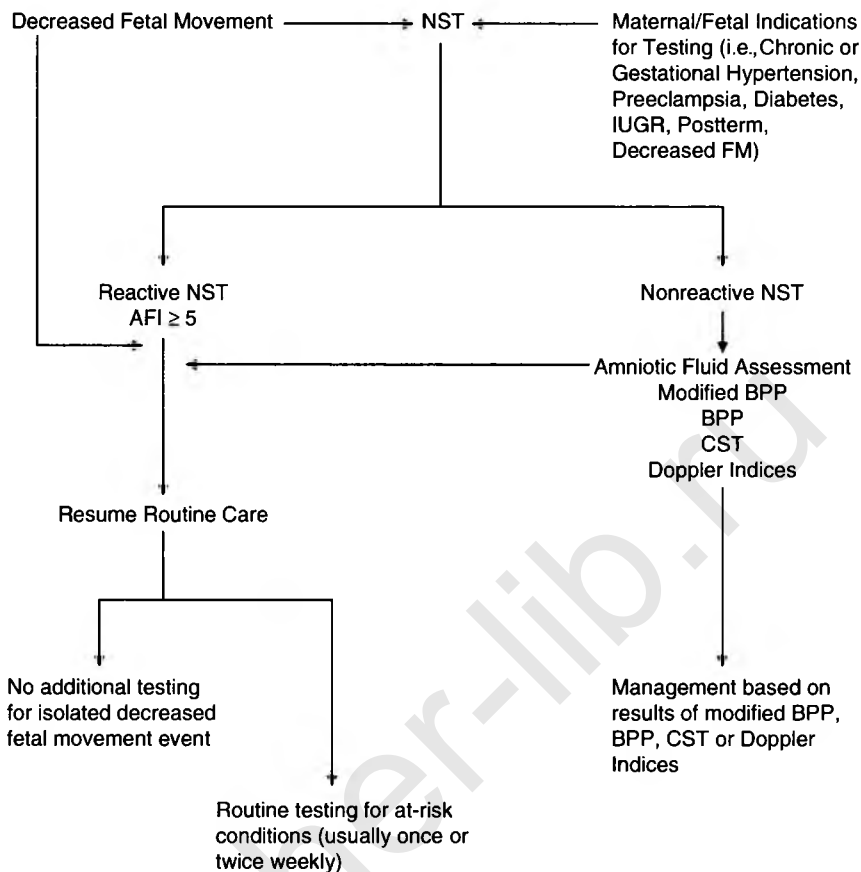 Decreased Fetal Movement
NST
Maternal/Fetal Indications
for Testing (i.e., Chronic or
Gestational Hypertension,
Preeclampsia, Diabetes,
IUGR, Postterm,
Decreased FM)
Reactive NST
AFI ≥ 5
Nonreactive NST
Amniotic Fluid Assessment
Modified BPP
BPP
CST
Doppler Indices
Resume Routine Care
No additional testing
for isolated decreased
fetal movement event
Management based on
results of modified BPP,
BPP, CST or Doppler
Indices
Routine testing for at-risk
conditions (usually once or
twice weekly)
her-lib.ru